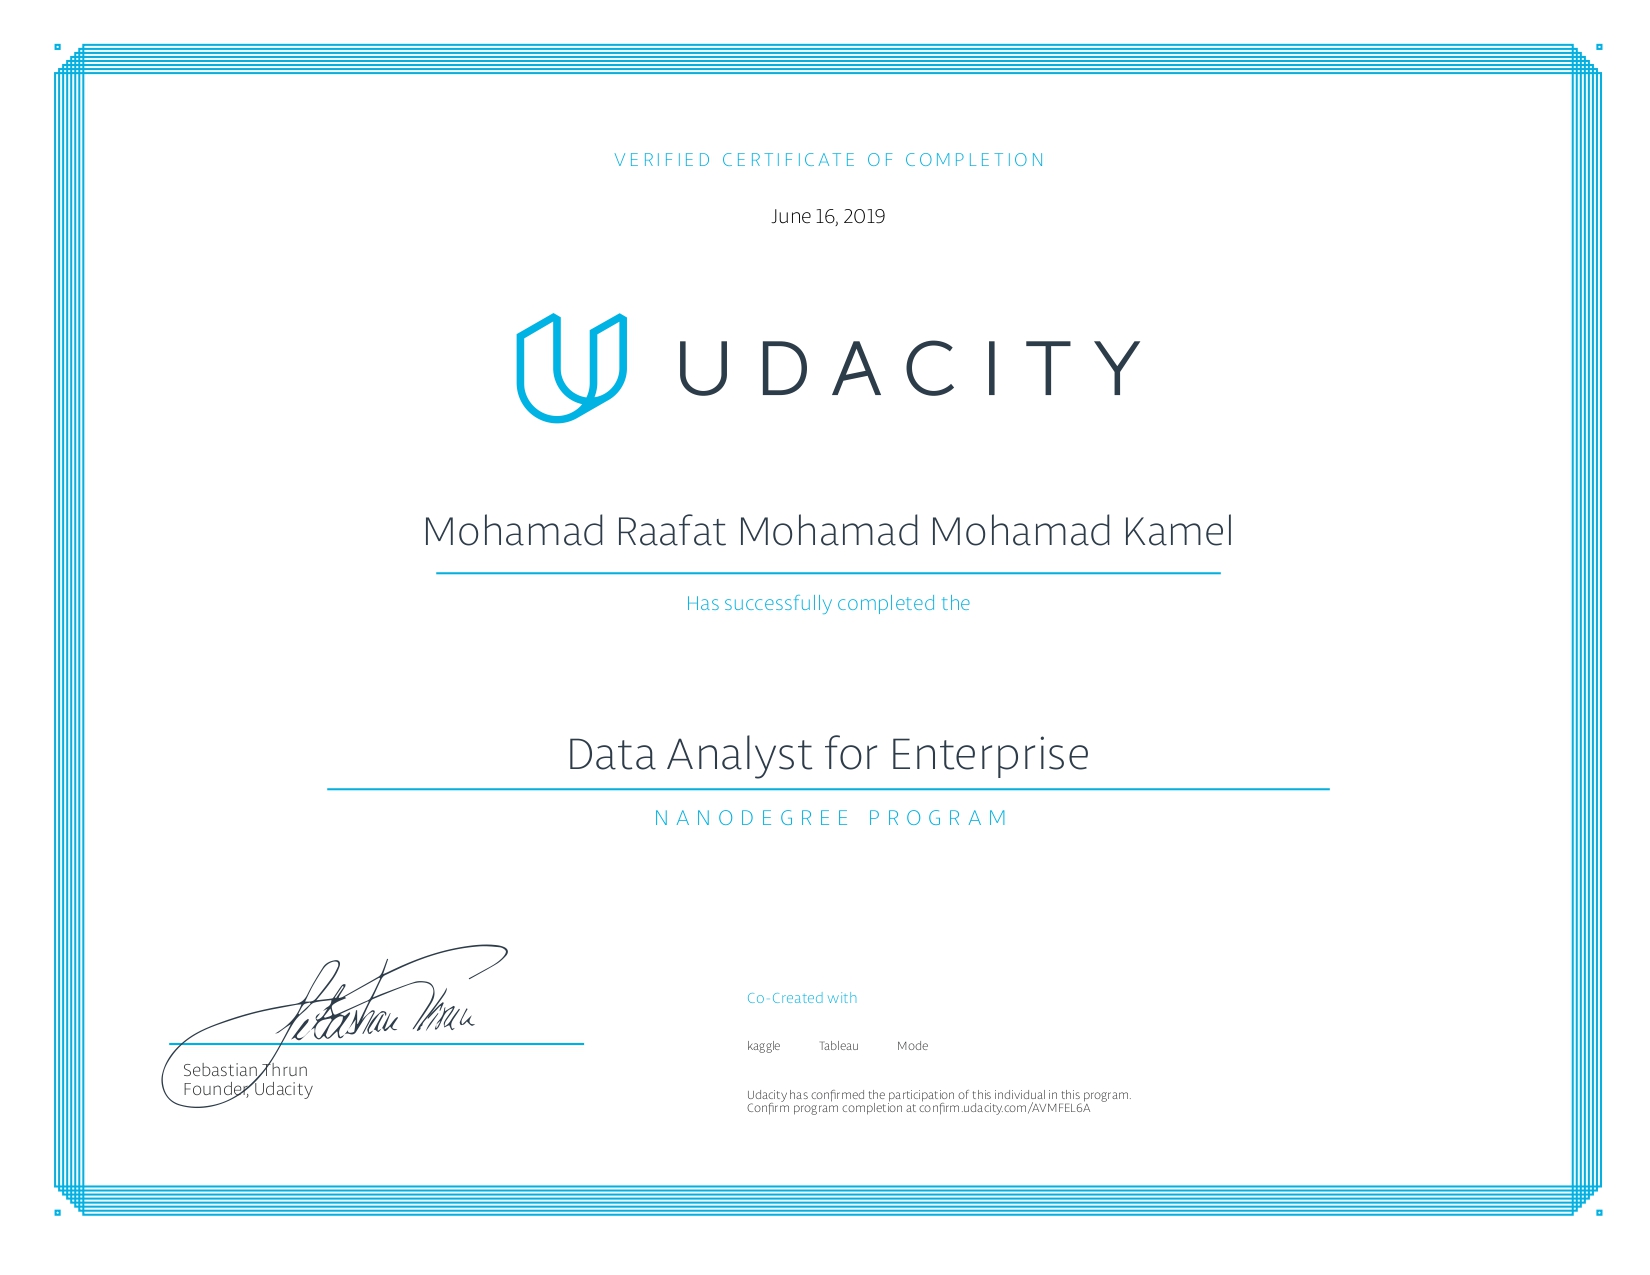 VERIFIED CERTIFICATE OF COMPLETION
June 16, 2019
UDACITY
Mohamad Raafat Mohamad Mohamad Kamel
Has successfully completed the
Data Analyst for Enterprise
NANODEGREE PROGRAM
Sebastian Thrun
Sebastian Thrun
Founder, Udacity
Co-Created with
kaggle Tableau Mode
Udacity has confirmed the participation of this individual in this program.
Confirm program completion at confirm.udacity.com/AVMFEL6A